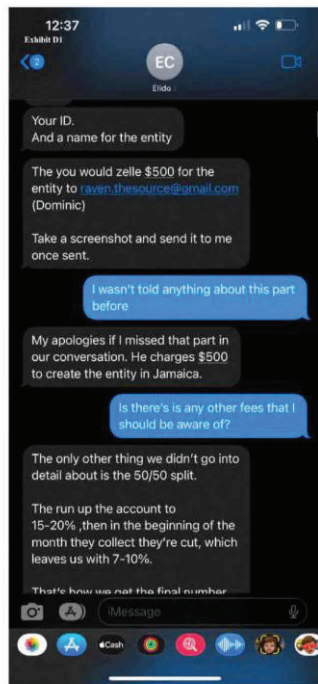 12:37
Exhibit D1
2
EC
Elido
Your ID.
And a name for the entity
The you would zelle $500 for the
entity to raven.thesource@gmail.com
(Dominic)
Take a screenshot and send it to me
once sent.
I wasn't told anything about this part
before
My apologies if I missed that part in
our conversation. He charges $500
to create the entity in Jamaica.
Is there's is any other fees that I
should be aware of?
The only other thing we didn't go into
detail about is the 50/50 split.
The run up the account to
15-20% ,then in the beginning of the
month they collect they're cut, which
leaves us with 7-10%.
That's how we get the final number
iMessage
Cash